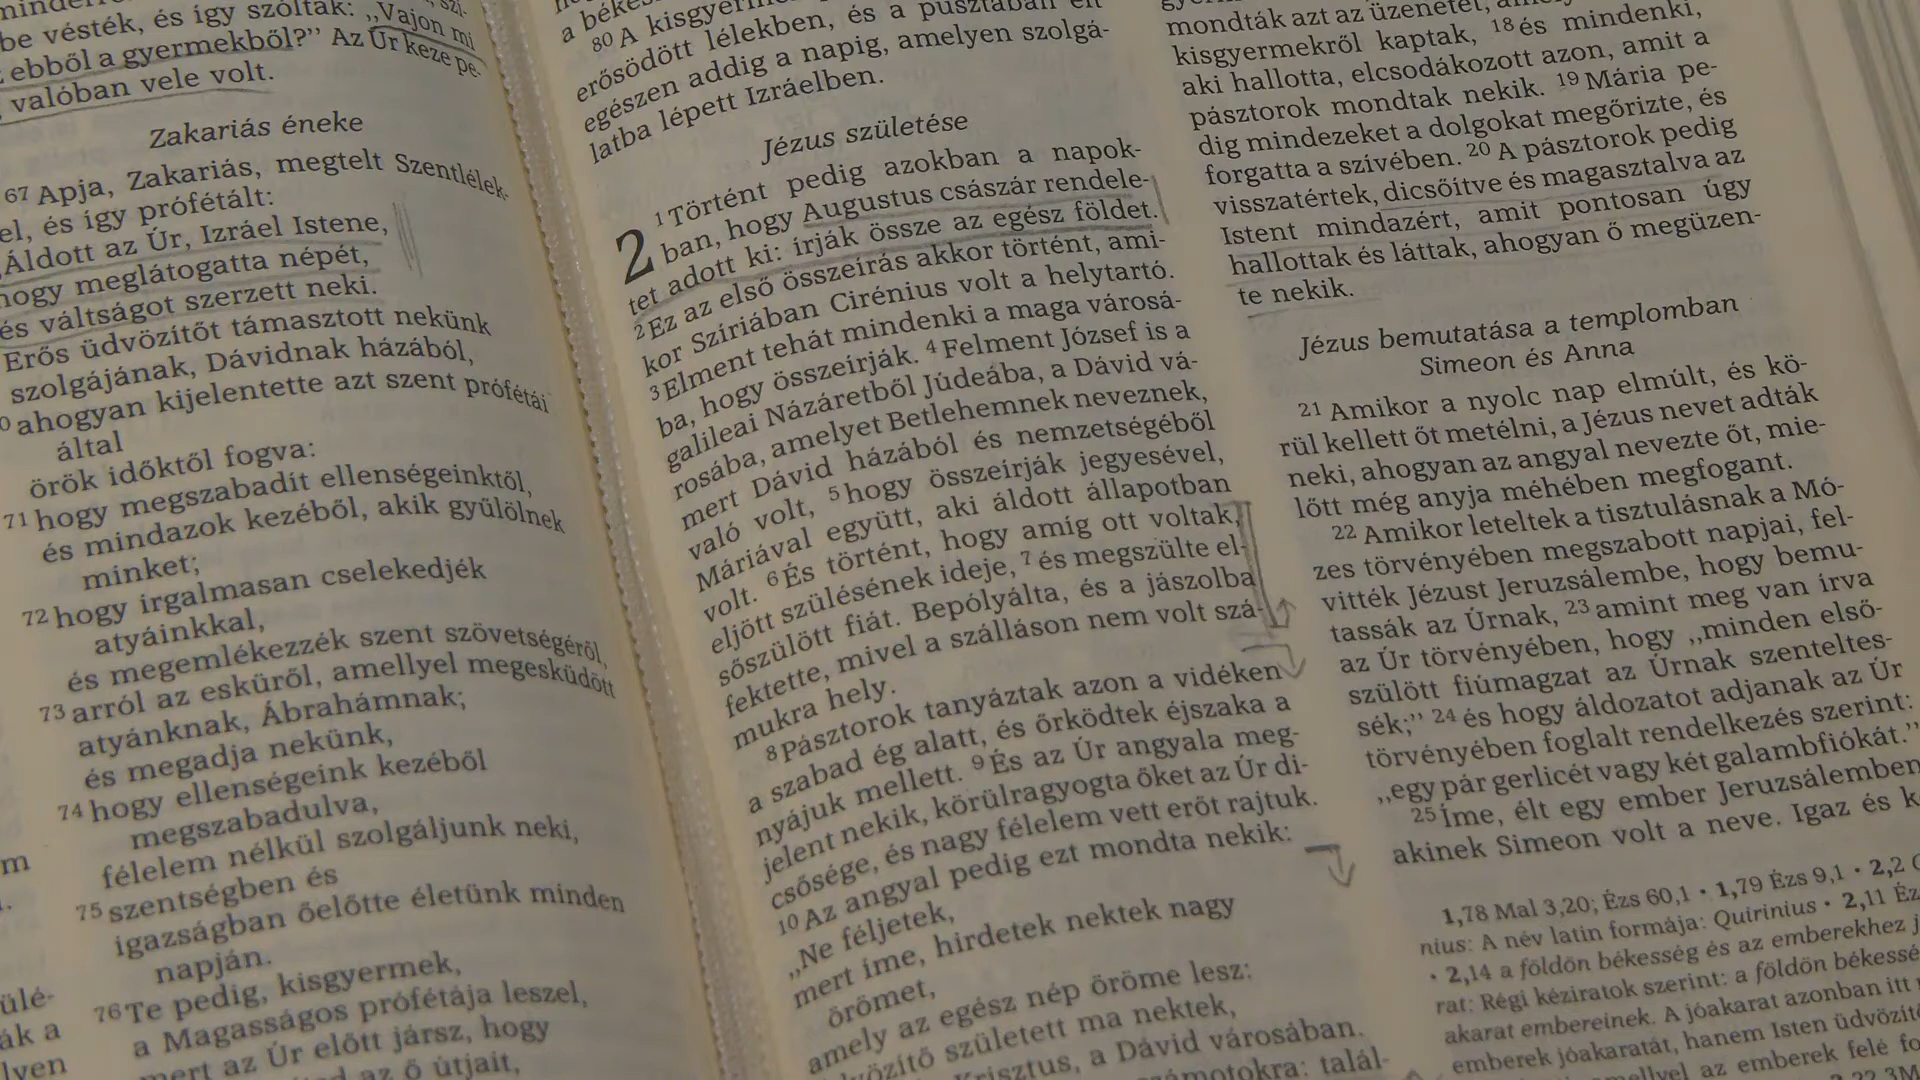 be vésték, és így szóltak: „Vajon mi
ebből a gyermekből?” Az Úr keze pe-
valóban vele volt.
Zakariás éneke
67 Apja, Zakariás, megtelt Szentlélek-
el, és így prófétált:
Áldott az Úr, Izráel Istene,
hogy meglátogatta népét,
és váltságot szerzett neki.
Erős üdvözítőt támasztott nekünk
szolgájának, Dávidnak házából,
ahogyan kijelentette azt szent prófétái
által
örök időktől fogva:
71 hogy megszabadít ellenségeinktől,
és mindazok kezéből, akik gyűlölnek
minket;
72 hogy irgalmasan cselekedjék
atyáinkkal,
és megemlékezzék szent szövetségéről,
73 arról az esküről, amellyel megesküdött
atyánknak, Ábrahámnak;
és megadja nekünk,
74 hogy ellenségeink kezéből
megszabadulva,
félelem nélkül szolgáljunk neki,
75 szentségben és
igazságban őelőtte életünk minden
napján.
76 Te pedig, kisgyermek,
a Magasságos prófétája leszel,
mert az Úr előtt jársz, hogy
az ő útjait,
80 A kisgyermek
erősödött lélekben, és a pusztában élt
egészen addig a napig, amelyen szolgá-
latba lépett Izráelben.
Jézus születése
2 1 Történt pedig azokban a napok-
ban, hogy Augustus császár rendele-
tet adott ki: írják össze az egész földet.
2 Ez az első összeírás akkor történt, ami-
kor Szíriában Cirénius volt a helytartó.
3 Elment tehát mindenki a maga városá-
ba, hogy összeírják. 4 Felment József is a
galileai Názáretből Júdeába, a Dávid vá-
rosába, amelyet Betlehemnek neveznek,
mert Dávid házából és nemzetségéből
való volt, 5 hogy összeírják jegyesével,
Máriával együtt, aki áldott állapotban
volt. 6 És történt, hogy amíg ott voltak,
eljött szülésének ideje, 7 és megszülte el-
sőszülött fiát. Bepólyálta, és a jászolba
fektette, mivel a szálláson nem volt szá-
mukra hely.
8 Pásztorok tanyáztak azon a vidéken
a szabad ég alatt, és őrködtek éjszaka a
nyájuk mellett. 9 És az Úr angyala meg-
jelent nekik, körülragyogta őket az Úr di-
csősége, és nagy félelem vett erőt rajtuk.
10 Az angyal pedig ezt mondta nekik:
„Ne féljetek,
mert íme, hirdetek nektek nagy
örömet,
amely az egész nép öröme lesz:
született ma nektek,
Krisztus, a Dávid városában.
talál-
mondták azt az üzenetet,
kisgyermekről kaptak, 18 és mindenki,
aki hallotta, elcsodákozott azon, amit a
pásztorok mondtak nekik. 19 Mária pe-
dig mindezeket a dolgokat megőrizte, és
forgatta a szívében. 20 A pásztorok pedig
visszatértek, dicsőítve és magasztalva az
Istent mindazért, amit pontosan úgy
hallottak és láttak, ahogyan ő megüzen-
te nekik.
Jézus bemutatása a templomban
Simeon és Anna
21 Amikor a nyolc nap elmúlt, és kö-
rül kellett őt metélni, a Jézus nevet adták
neki, ahogyan az angyal nevezte őt, mie-
lőtt még anyja méhében megfogant.
22 Amikor leteltek a tisztulásnak a Mó-
zes törvényében megszabott napjai, fel-
vitték Jézust Jeruzsálembe, hogy bemu-
tassák az Úrnak, 23 amint meg van írva
az Úr törvényében, hogy „minden első-
szülött fiúmagzat az Úrnak szenteltes-
sék;” 24 és hogy áldozatot adjanak az Úr
törvényében foglalt rendelkezés szerint:
„egy pár gerlicét vagy két galambfiókát.”
25 Íme, élt egy ember Jeruzsálemben
akinek Simeon volt a neve. Igaz és
1,78 Mal 3,20; Ézs 60,1 • 1,79 Ézs 9,1 • 2,2
nius: A név latin formája: Quirinius • 2,11
• 2,14 a földön békesség és az emberekhez
rat: Régi kéziratok szerint: a földön
akarat embereinek. A jóakarat azonban itt
emberek jóakaratát, hanem Isten
az emberek felé